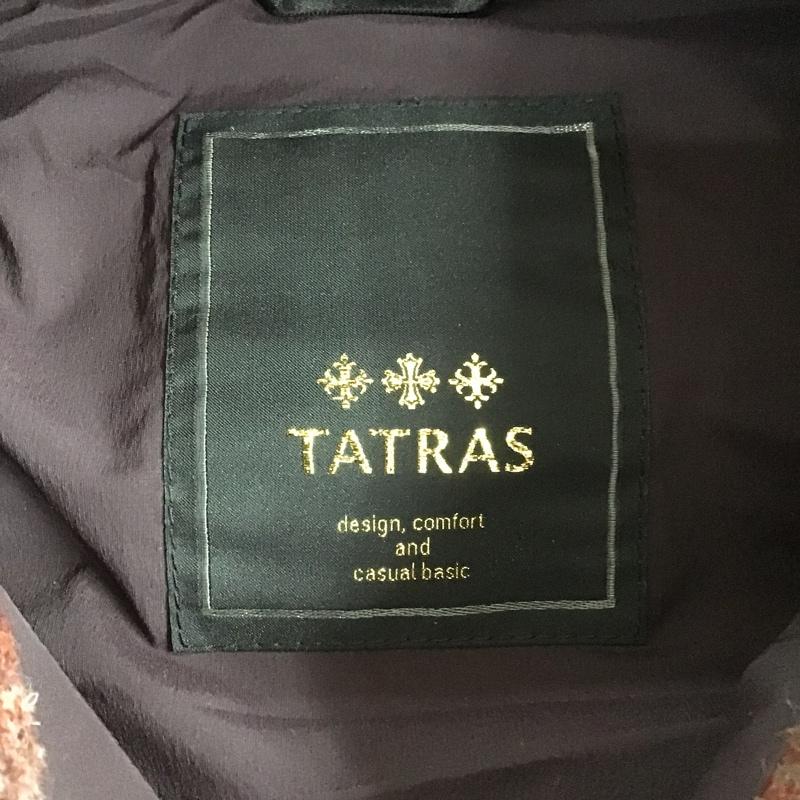 TATRAS
design, comfort
and
casual basic